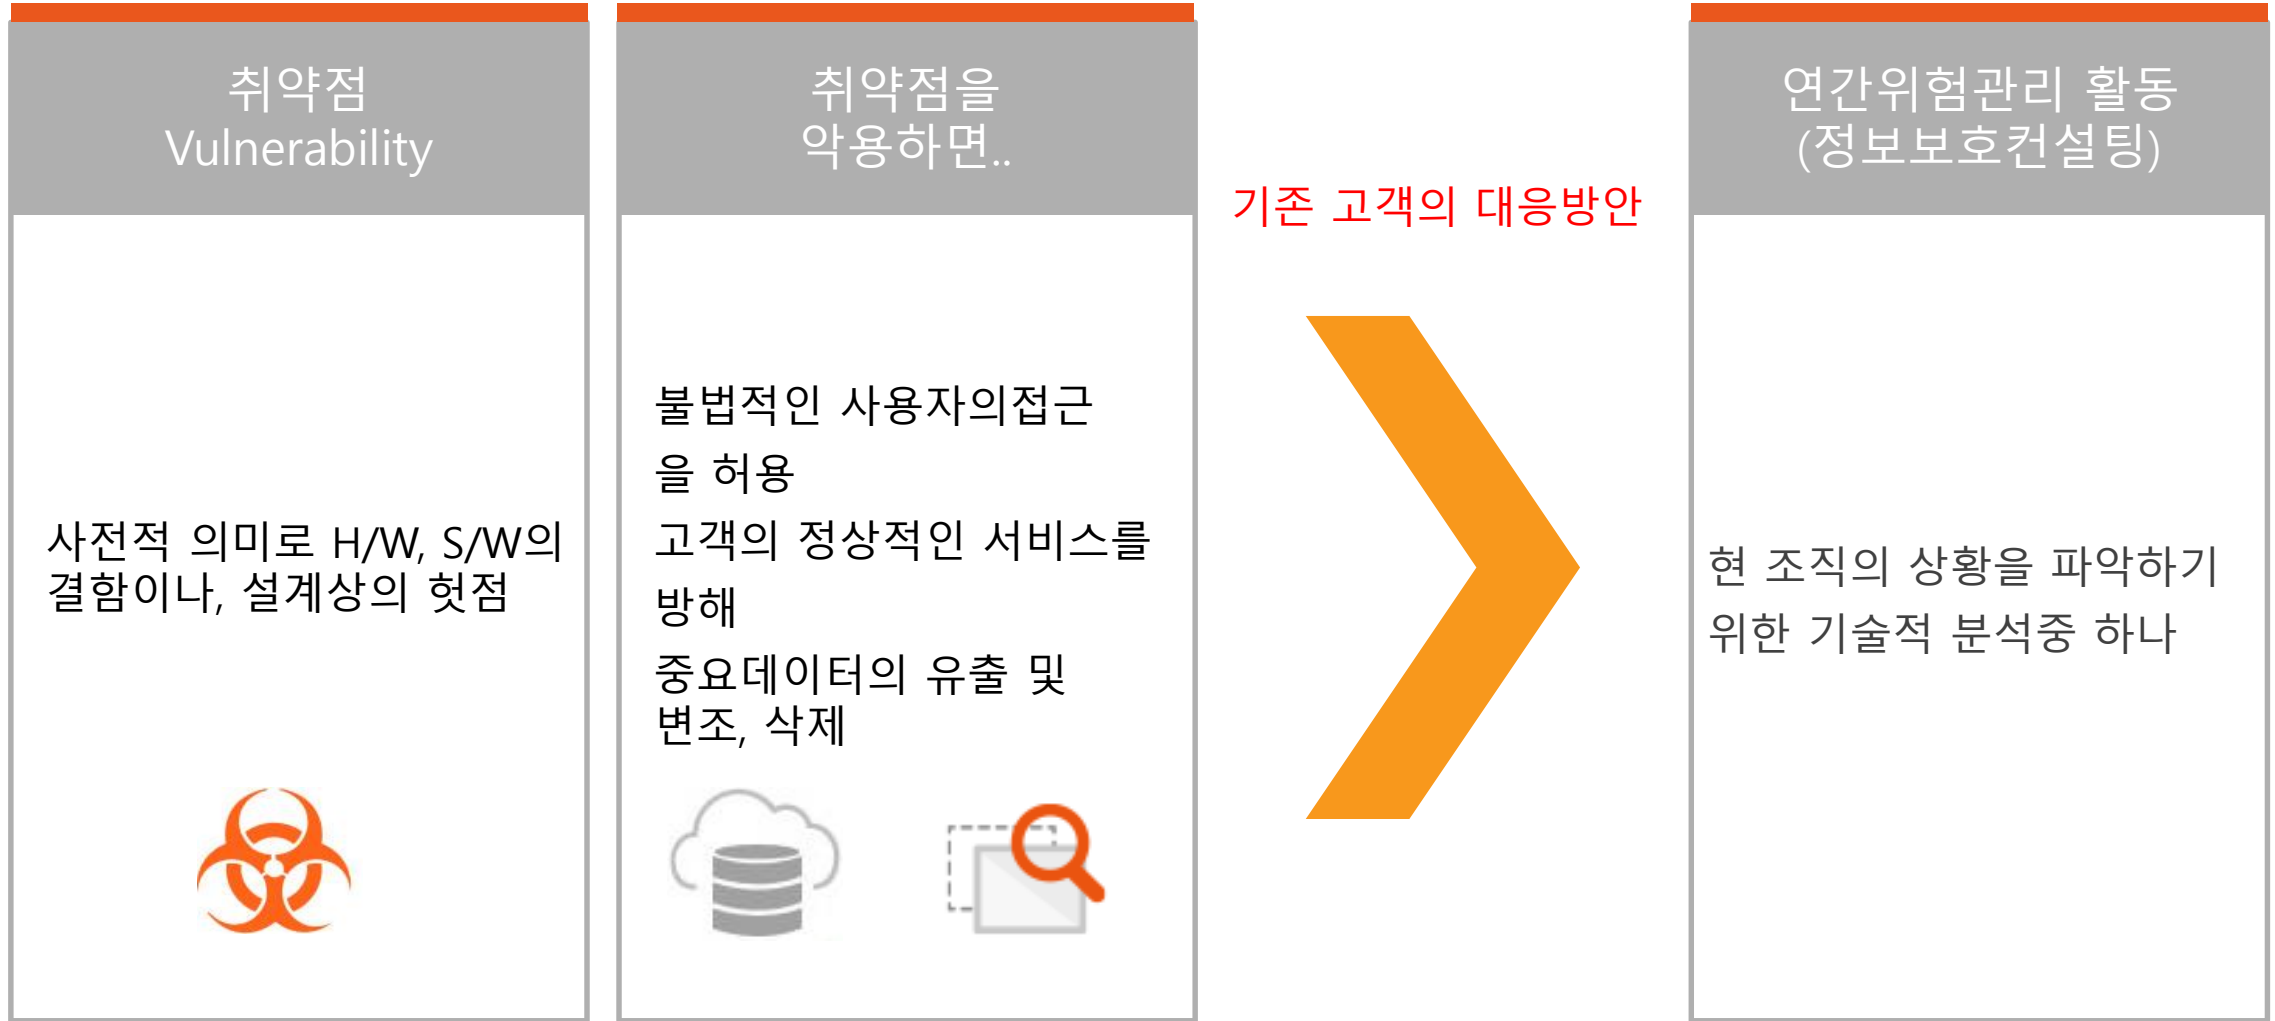 취약점
Vulnerability
사전적 의미로 H/W, S/W의
결함이나, 설계상의 헛점
취약점을
악용하면..
불법적인 사용자의접근
을 허용
고객의 정상적인 서비스를
방해
중요데이터의 유출 및
변조, 삭제
기존 고객의 대응방안
연간위험관리 활동
(정보보호컨설팅)
현 조직의 상황을 파악하기
위한 기술적 분석중 하나